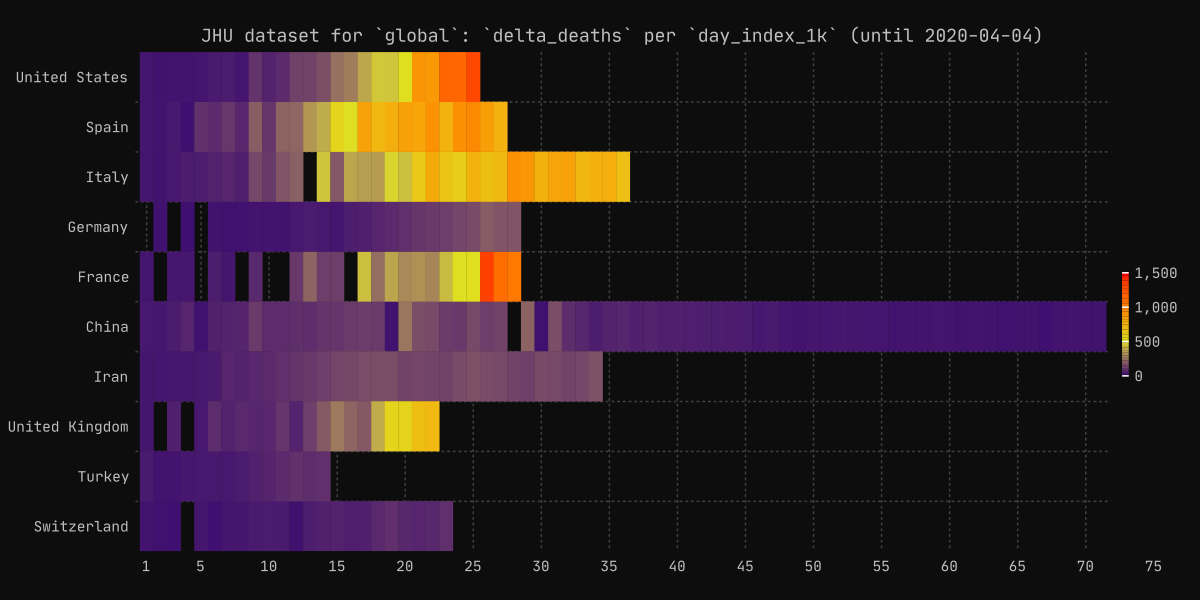 JHU dataset for `global`: `delta_deaths` per `day_index_1k` (until 2020-04-04)
United States
Spain
Italy
Germany
France
China
Iran
United Kingdom
Turkey
Switzerland
1,500
1,000
500
0
1 5 10 15 20 25 30 35 40 45 50 55 60 65 70 75